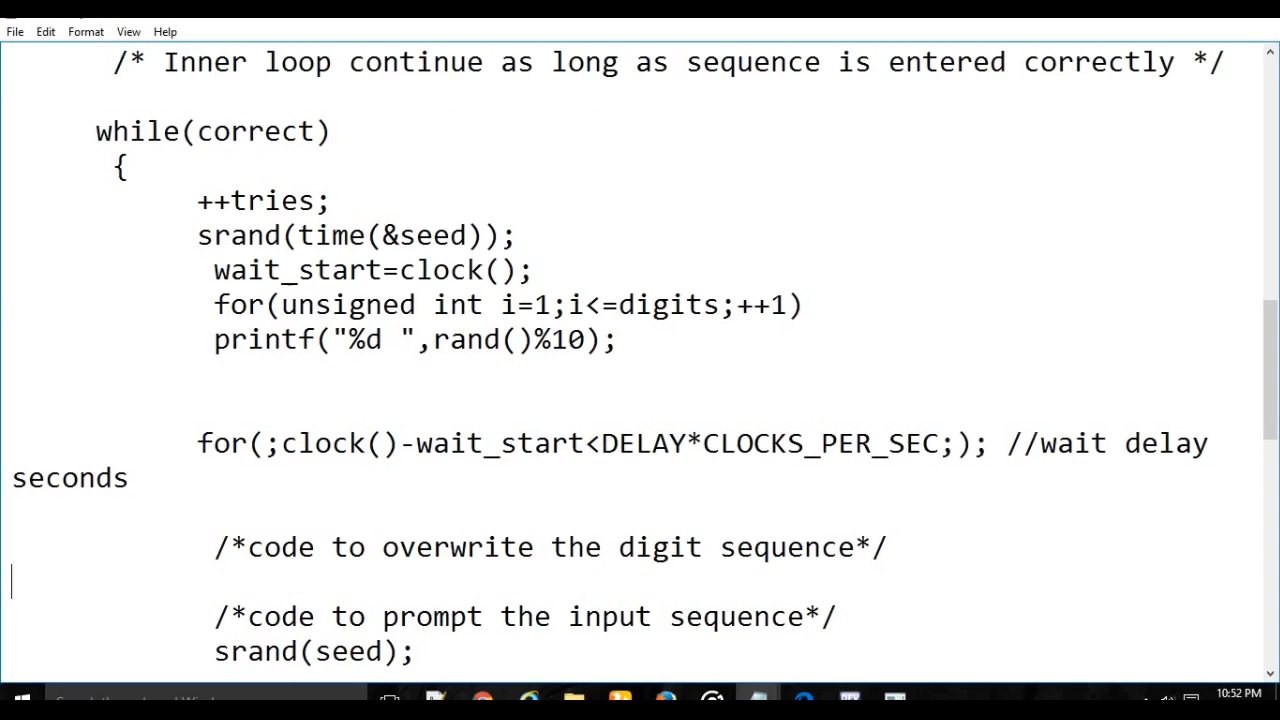 File Edit Format View Help
/* Inner loop continue as long as sequence is entered correctly */
while(correct)
{
++tries;
srand(time(&seed));
wait_start=clock();
for(unsigned int i=1;i<=digits;++1)
printf("%d ",rand()%10);
for(;clock()-wait_start<DELAY*CLOCKS_PER_SEC;); //wait delay
seconds
/*code to overwrite the digit sequence*/
/*code to prompt the input sequence*/
srand(seed);
10:52 PM